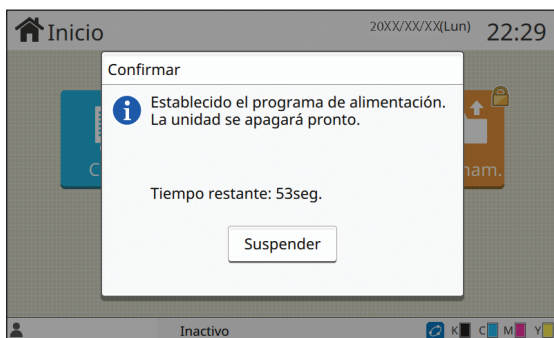 Inicio
20XX/XX/XX(Lun) 22:29
Confirmar
Establecido el programa de alimentación.
La unidad se apagará pronto.
C
nam.
Tiempo restante: 53seg.
Suspender
Inactivo
K C M Y